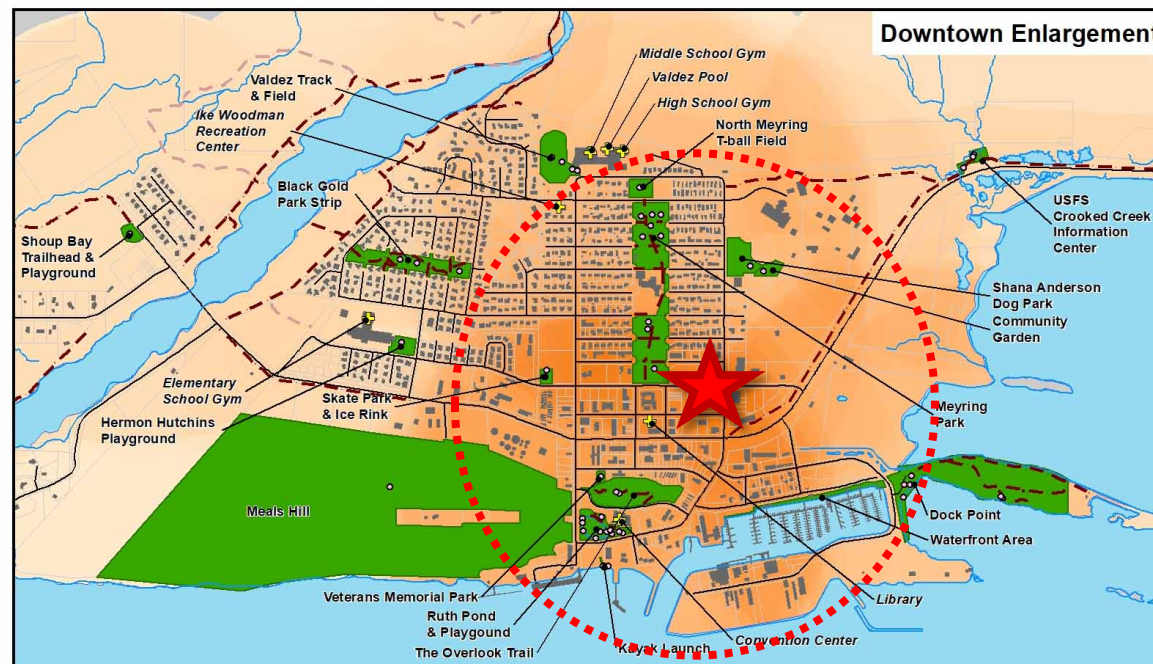 Downtown Enlargement
Middle School Gym
Valdez Pool
High School Gym
Valdez Track
& Field
Ike Woodman
Recreation
Center
North Meyring
T-ball Field
Black Gold
Park Strip
USFS
Crooked Creek
Information
Center
Shoup Bay
Trailhead &
Playground
Shana Anderson
Dog Park
Community
Garden
Elementary
School Gym
Skate Park
& Ice Rink
Hermon Hutchins
Playground
Meyring
Park
Meals Hill
Dock Point
Waterfront Area
Veterans Memorial Park
Library
Ruth Pond
& Playgound
Convention Center
The Overlook Trail
Kayak Launch